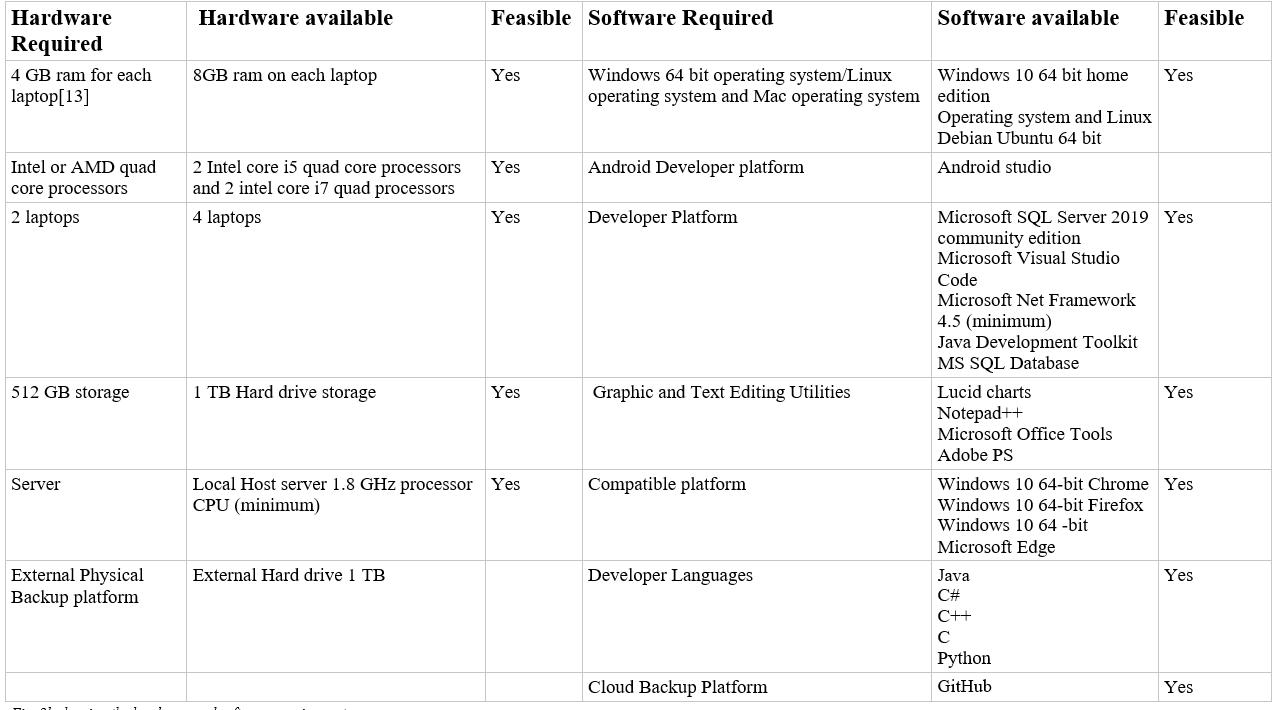 Hardware Required
Hardware available
Feasible
Software Required
Software available
Feasible
4 GB ram for each
laptop[13]
8GB ram on each laptop
Yes
Windows 64 bit operating system/Linux
operating system and Mac operating system
Windows 10 64 bit home
edition
Operating system and Linux
Debian Ubuntu 64 bit
Yes
Intel or AMD quad
core processors
2 Intel core i5 quad core processors
and 2 intel core i7 quad processors
Yes
Android Developer platform
Android studio
2 laptops
4 laptops
Yes
Developer Platform
Microsoft SQL Server 2019
community edition
Microsoft Visual Studio
Code
Microsoft Net Framework
4.5 (minimum)
Java Development Toolkit
MS SQL Database
Yes
512 GB storage
1 TB Hard drive storage
Yes
Graphic and Text Editing Utilities
Lucid charts
Notepad++
Microsoft Office Tools
Adobe PS
Yes
Server
Local Host server 1.8 GHz processor
CPU (minimum)
Yes
Compatible platform
Windows 10 64-bit Chrome
Windows 10 64-bit Firefox
Windows 10 64 -bit
Microsoft Edge
Yes
External Physical
Backup platform
External Hard drive 1 TB
Developer Languages
Java
C#
C++
C
Python
Yes
Cloud Backup Platform
GitHub
Yes